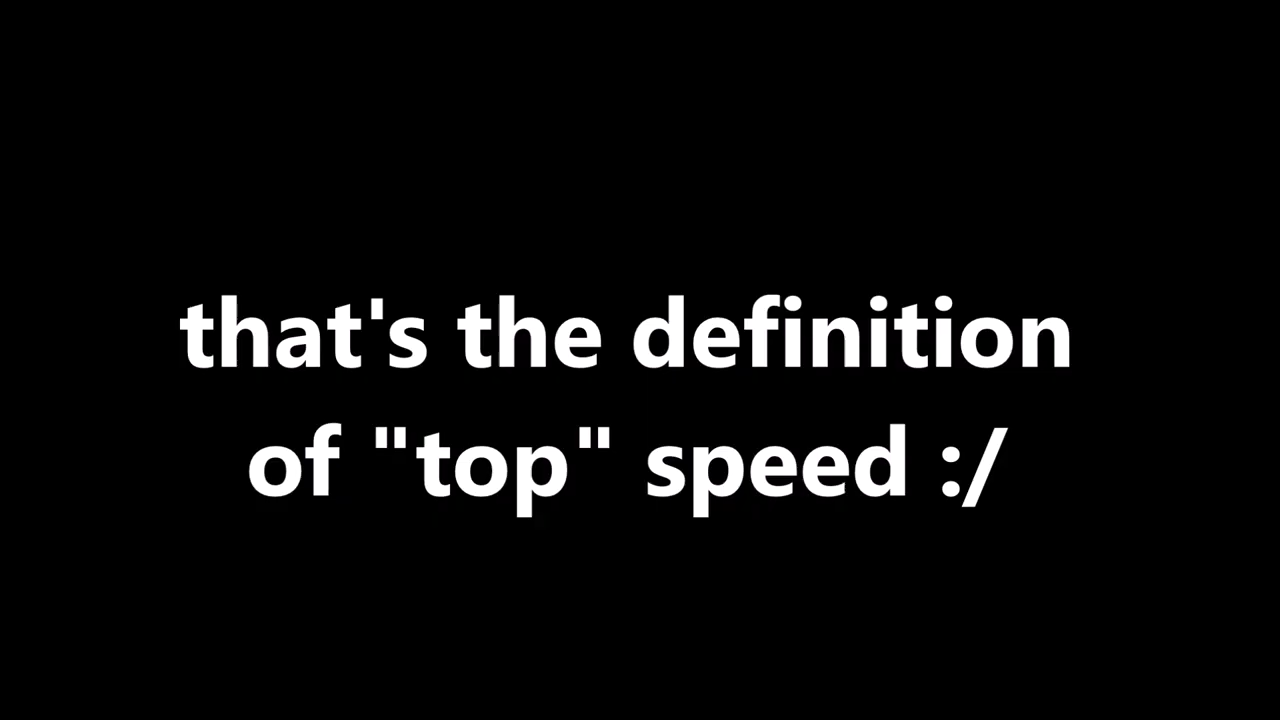 that's the definition
of "top" speed :/